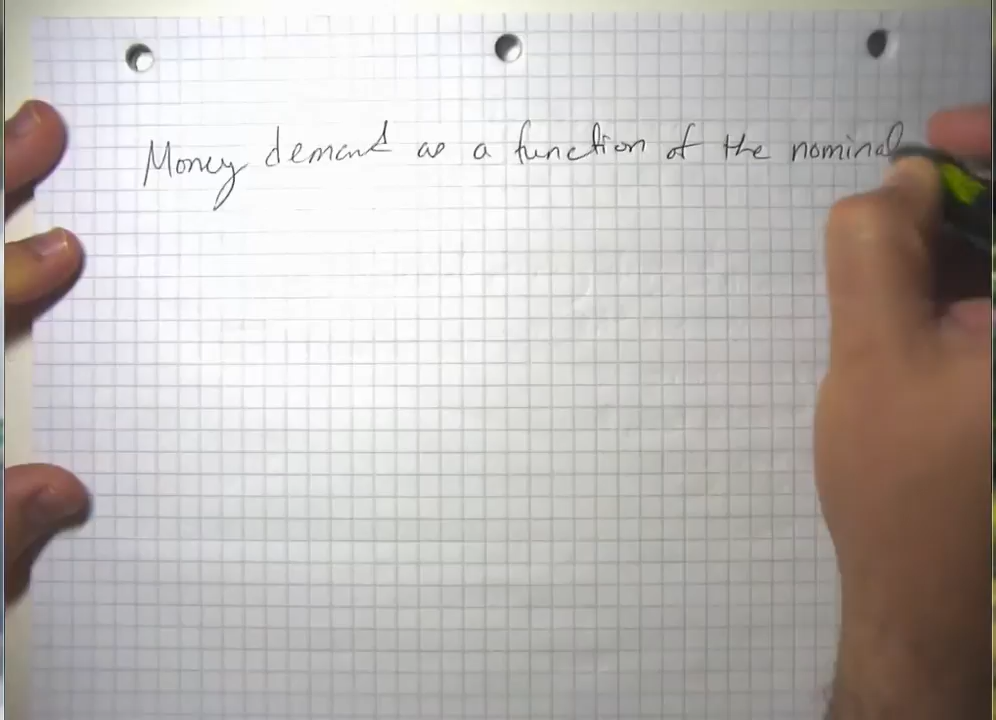 Money demand as a function of the nominal